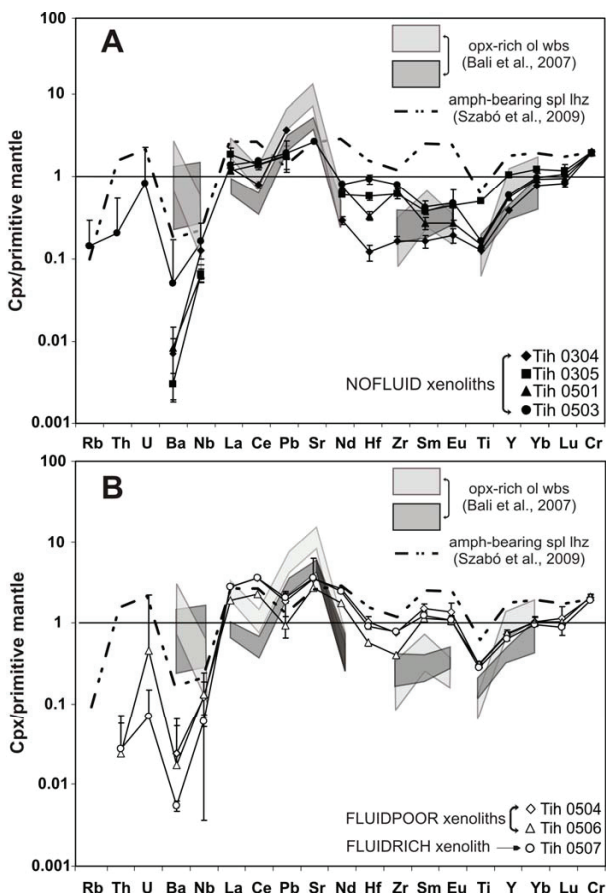 A
Cpx/primitive mantle
100
10
1
0.1
0.01
0.001
opx-rich ol wbs
(Bali et al., 2007)
amph-bearing spl lhz
(Szabó et al., 2009)
NOFLUID xenoliths
Tih 0304
Tih 0305
Tih 0501
Tih 0503
Rb Th U Ba Nb La Ce Pb Sr Nd Hf Zr Sm Eu Ti Y Yb Lu Cr
B
Cpx/primitive mantle
100
10
1
0.1
0.01
0.001
opx-rich ol wbs
(Bali et al., 2007)
amph-bearing spl lhz
(Szabó et al., 2009)
FLUIDPOOR xenoliths
Tih 0504
Tih 0506
FLUIDRICH xenolith
Tih 0507
Rb Th U Ba Nb La Ce Pb Sr Nd Hf Zr Sm Eu Ti Y Yb Lu Cr